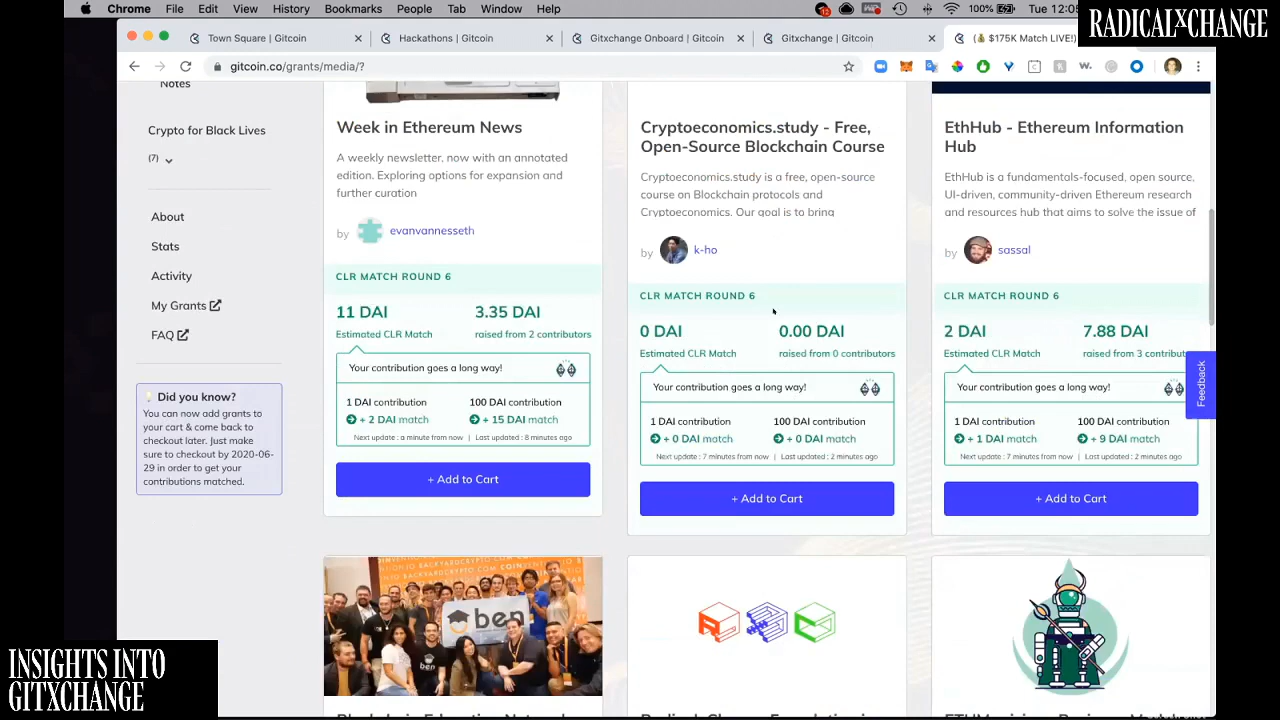 Chrome File Edit View History Bookmarks People Tab Window Help
100% Tue 12:05
RADICALXCHANGE
Town Square | Gitcoin
Hackathons | Gitcoin
Gitxchange Onboard | Gitcoin
Gitxchange | Gitcoin
$175K Match LIVE!)
gitcoin.co/grants/media/?
Notes
Crypto for Black Lives
(7)
About
Stats
Activity
My Grants
FAQ
Did you know?
You can now add grants to
your cart & come back to
checkout later. Just make
sure to checkout by 2020-06-
29 in order to get your
contributions matched.
Week in Ethereum News
A weekly newsletter, now with an annotated
edition. Exploring options for expansion and
further curation
by evanvannesseth
CLR MATCH ROUND 6
11 DAI 3.35 DAI
Estimated CLR Match raised from 2 contributors
Your contribution goes a long way!
1 DAI contribution 100 DAI contribution
+ 2 DAI match + 15 DAI match
Next update : a minute from now | Last updated : 8 minutes ago
+ Add to Cart
Cryptoeconomics.study - Free,
Open-Source Blockchain Course
Cryptoeconomics.study is a free, open-source
course on Blockchain protocols and
Cryptoeconomics. Our goal is to bring
by k-ho
CLR MATCH ROUND 6
0 DAI 0.00 DAI
Estimated CLR Match raised from 0 contributors
Your contribution goes a long way!
1 DAI contribution 100 DAI contribution
+ 0 DAI match + 0 DAI match
Next update : 7 minutes from now | Last updated : 2 minutes ago
+ Add to Cart
EthHub - Ethereum Information
Hub
EthHub is a fundamentals-focused, open source,
UI-driven, community-driven Ethereum research
and resources hub that aims to solve the issue of
by sassal
CLR MATCH ROUND 6
2 DAI 7.88 DAI
Estimated CLR Match raised from 3 contribut
Your contribution goes a long way!
1 DAI contribution 100 DAI contribution
+ 1 DAI match + 9 DAI match
Next update : 7 minutes from now | Last updated : 2 minutes ago
+ Add to Cart
Feedback
ben
INSIGHTS INTO
GITXCHANGE